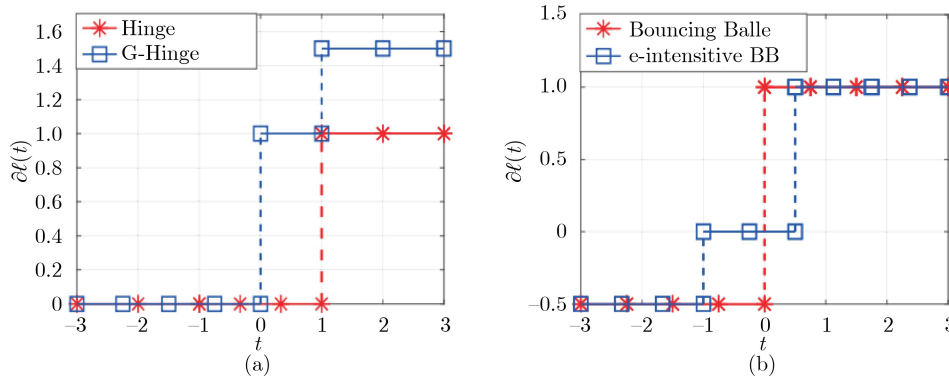 Hinge
G-Hinge
1.6
1.4
1.2
1.0
0.8
0.6
0.4
0.2
0
∂ℓ(t)
−3 −2 −1 0 1 2 3
t
(a)
Bouncing Balle
e-intensitive BB
1.5
1.0
0.5
0
−0.5
∂ℓ(t)
−3 −2 −1 0 1 2 3
t
(b)